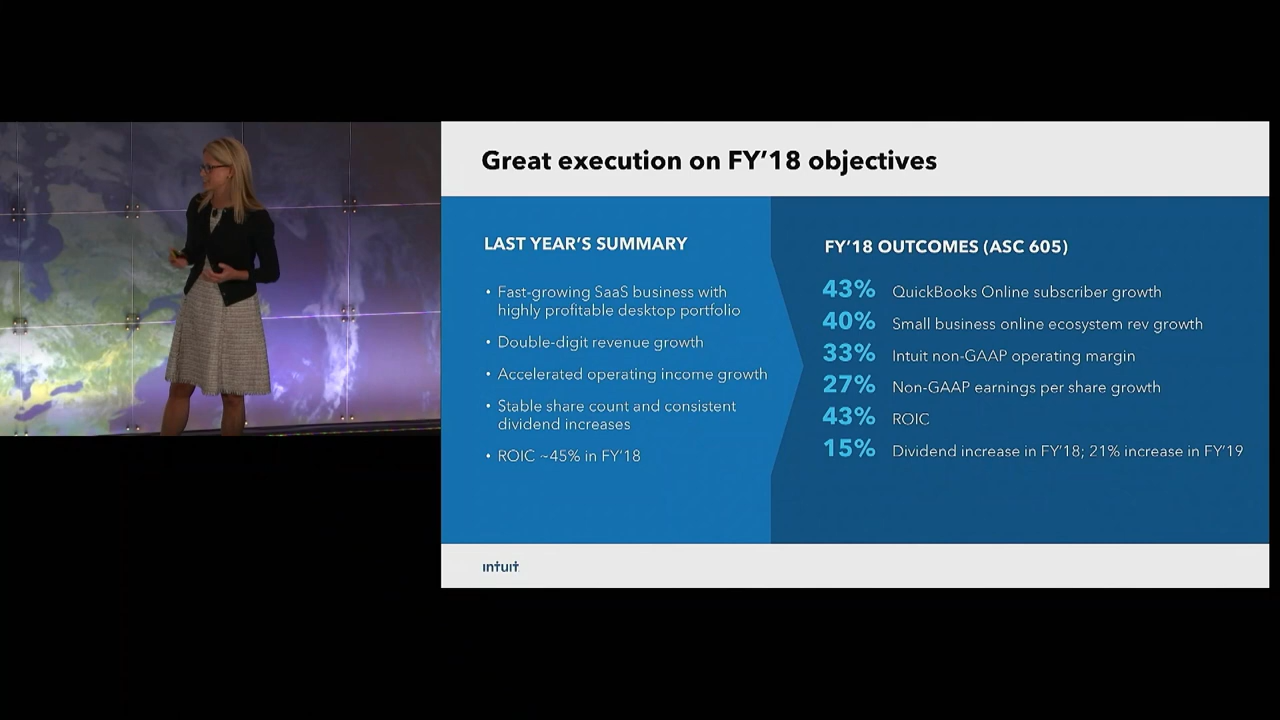 Great execution on FY'18 objectives
LAST YEAR'S SUMMARY
• Fast-growing SaaS business with
highly profitable desktop portfolio
• Double-digit revenue growth
• Accelerated operating income growth
• Stable share count and consistent
dividend increases
• ROIC ~45% in FY'18
FY'18 OUTCOMES (ASC 605)
43% QuickBooks Online subscriber growth
40% Small business online ecosystem rev growth
33% Intuit non-GAAP operating margin
27% Non-GAAP earnings per share growth
43% ROIC
15% Dividend increase in FY'18; 21% increase in FY'19
intuit